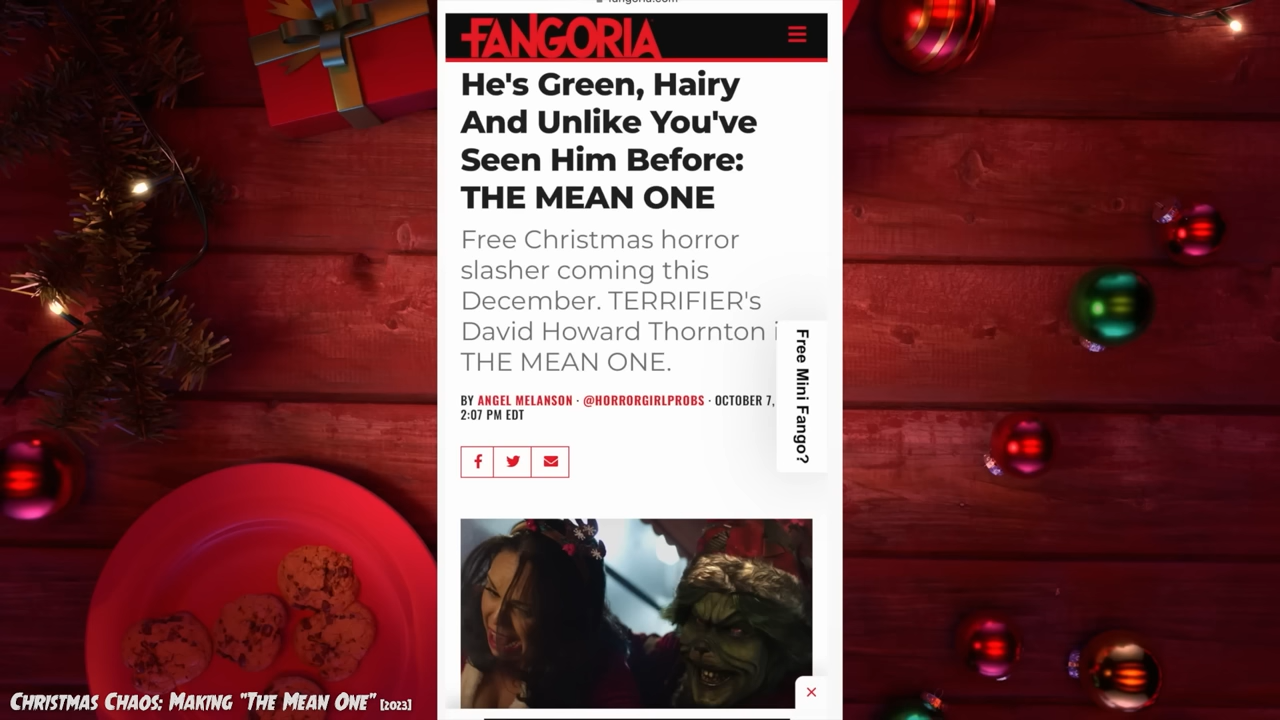 FANGORIA
He's Green, Hairy
And Unlike You've
Seen Him Before:
THE MEAN ONE
Free Christmas horror
slasher coming this
December. TERRIFIER's
David Howard Thornton
THE MEAN ONE.
BY ANGEL MELANSON · @HORRORGIRLPROBS · OCTOBER 7,
2:07 PM EDT
Free Mini Fango?
CHRISTMAS CHAOS: MAKING "THE MEAN ONE" [2023]